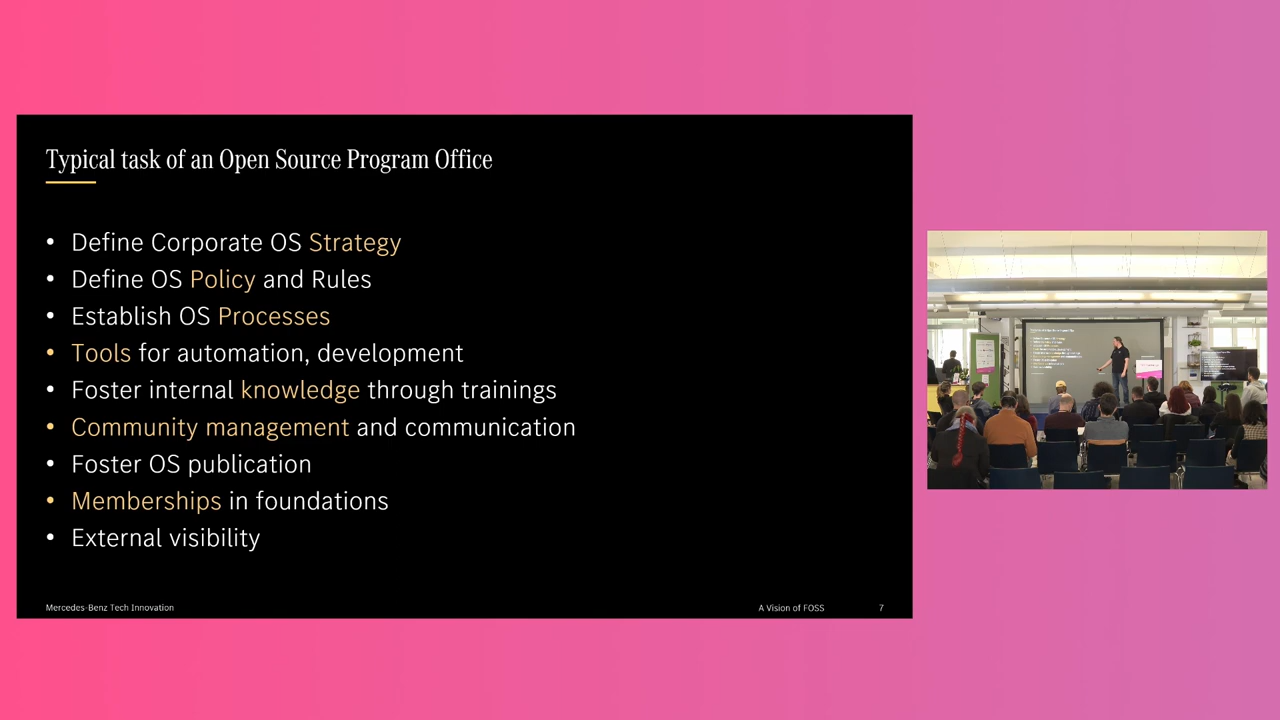 Typical task of an Open Source Program Office
• Define Corporate OS Strategy
• Define OS Policy and Rules
• Establish OS Processes
• Tools for automation, development
• Foster internal knowledge through trainings
• Community management and communication
• Foster OS publication
• Memberships in foundations
• External visibility
Mercedes-Benz Tech Innovation
A Vision of FOSS
7